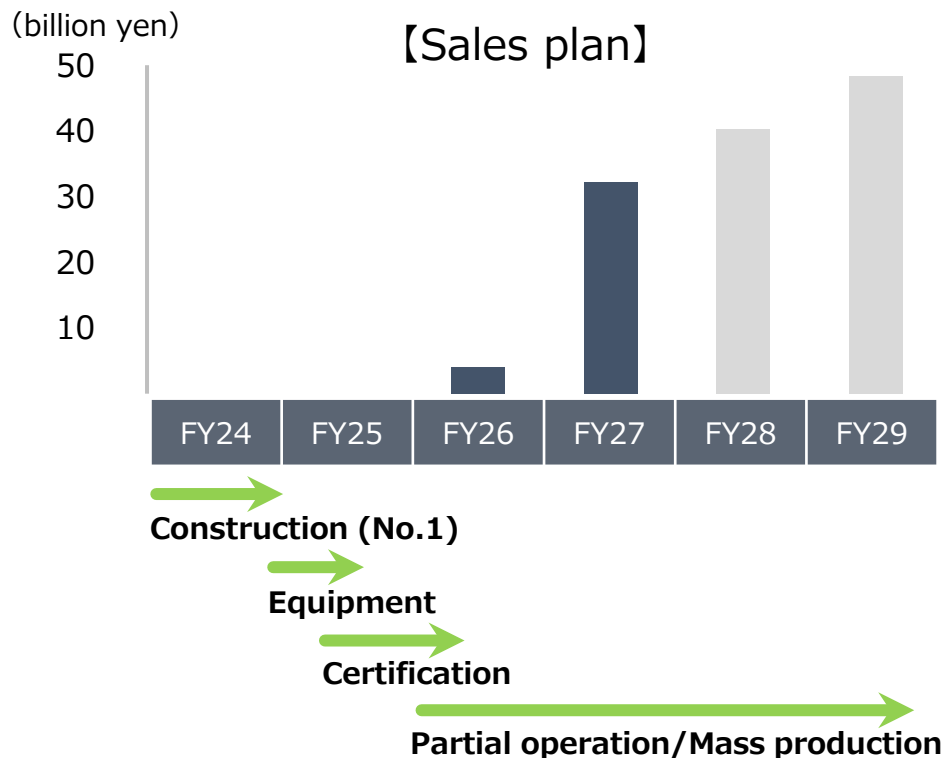 （billion yen）
【Sales plan】
50
40
30
20
10
FY24 FY25 FY26 FY27 FY28 FY29
Construction (No.1)
Equipment
Certification
Partial operation/Mass production